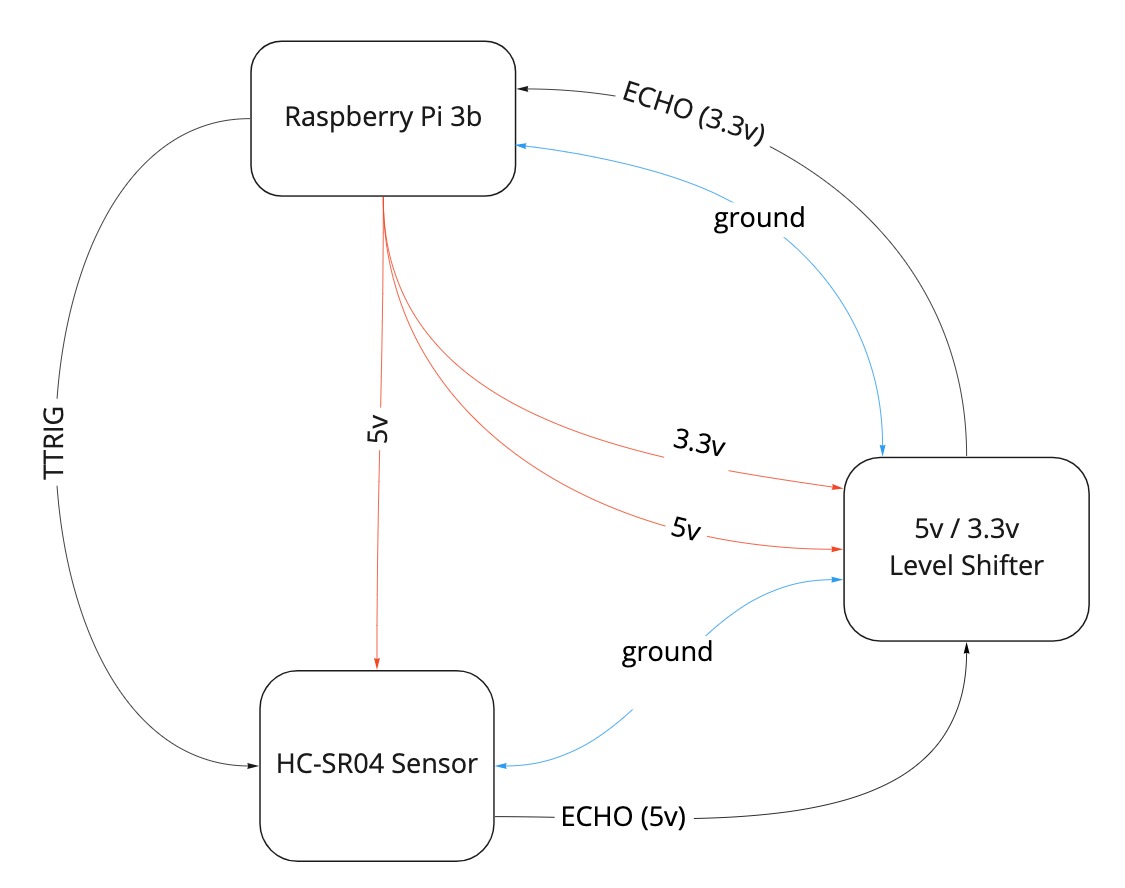 Raspberry Pi 3b
ECHO (3.3v)
ground
TTRIG
5v
3.3v
5v
5v / 3.3v
Level Shifter
ground
HC-SR04 Sensor
ECHO (5v)